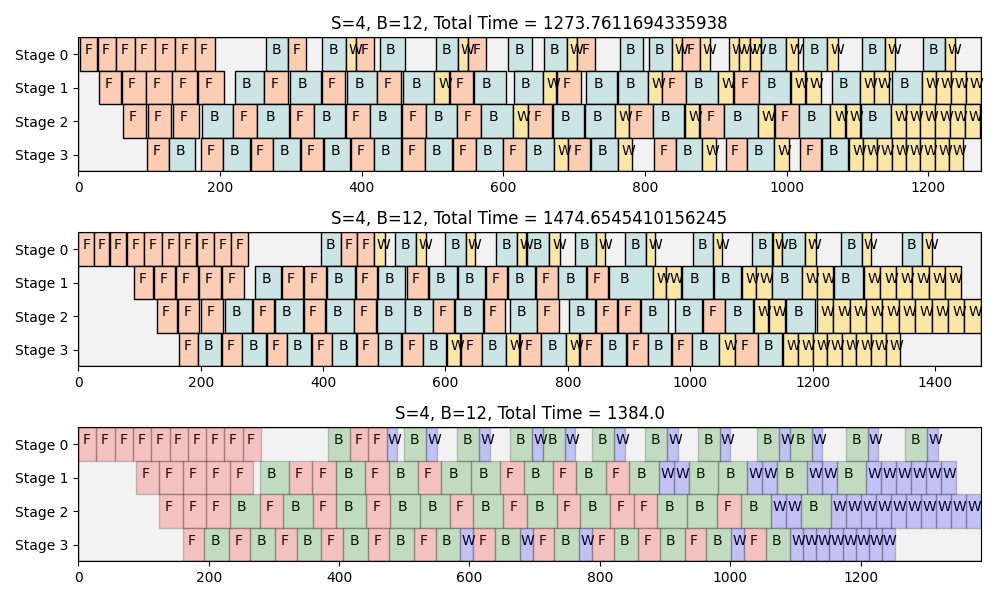 S=4, B=12, Total Time = 1273.7611694335938
Stage 0 F F F F F F F B F B W F B B W F B B W F B B W F W W W W B W B W B W B W
Stage 1 F F F F F B F B F B F B W F B B W F B B W F B W F B W W B W W B W W W W
Stage 2 F F F B F B F B F B F B F B W F B B W F B W F B W F B W W B W W W W W W
Stage 3 F B F B F B F B F B F B F B W F B W F B W F B W F B W W W W W W W W
0 200 400 600 800 1000 1200
S=4, B=12, Total Time = 1474.6545410156245
Stage 0 F F F F F F F F F F B F F W B W B W B W B W B W B W B W B W B W B W B W
Stage 1 F F F F F B F F B F B F B B F B F B F B W W B B W W B W W B W W W W W W
Stage 2 F F F B F B F B F B B F B F B F B F F B B F B W W B W W W W W W W W W W
Stage 3 F B F B F B F B F B F B W F B W F B W F B F B F B W F B W W W W W W W W
0 200 400 600 800 1000 1200 1400
S=4, B=12, Total Time = 1384.0
Stage 0 F F F F F F F F F F B F F W B W B W B W B W B W B W B W B W B W B W B W
Stage 1 F F F F F B F F B F B F B B F B F B F B W W B B W W B W W B W W W W W W
Stage 2 F F F B F B F B F B B F B F B F B F F B B F B W W B W W W W W W W W W W
Stage 3 F B F B F B F B F B F B W F B W F B W F B F B F B W F B W W W W W W W W
0 200 400 600 800 1000 1200